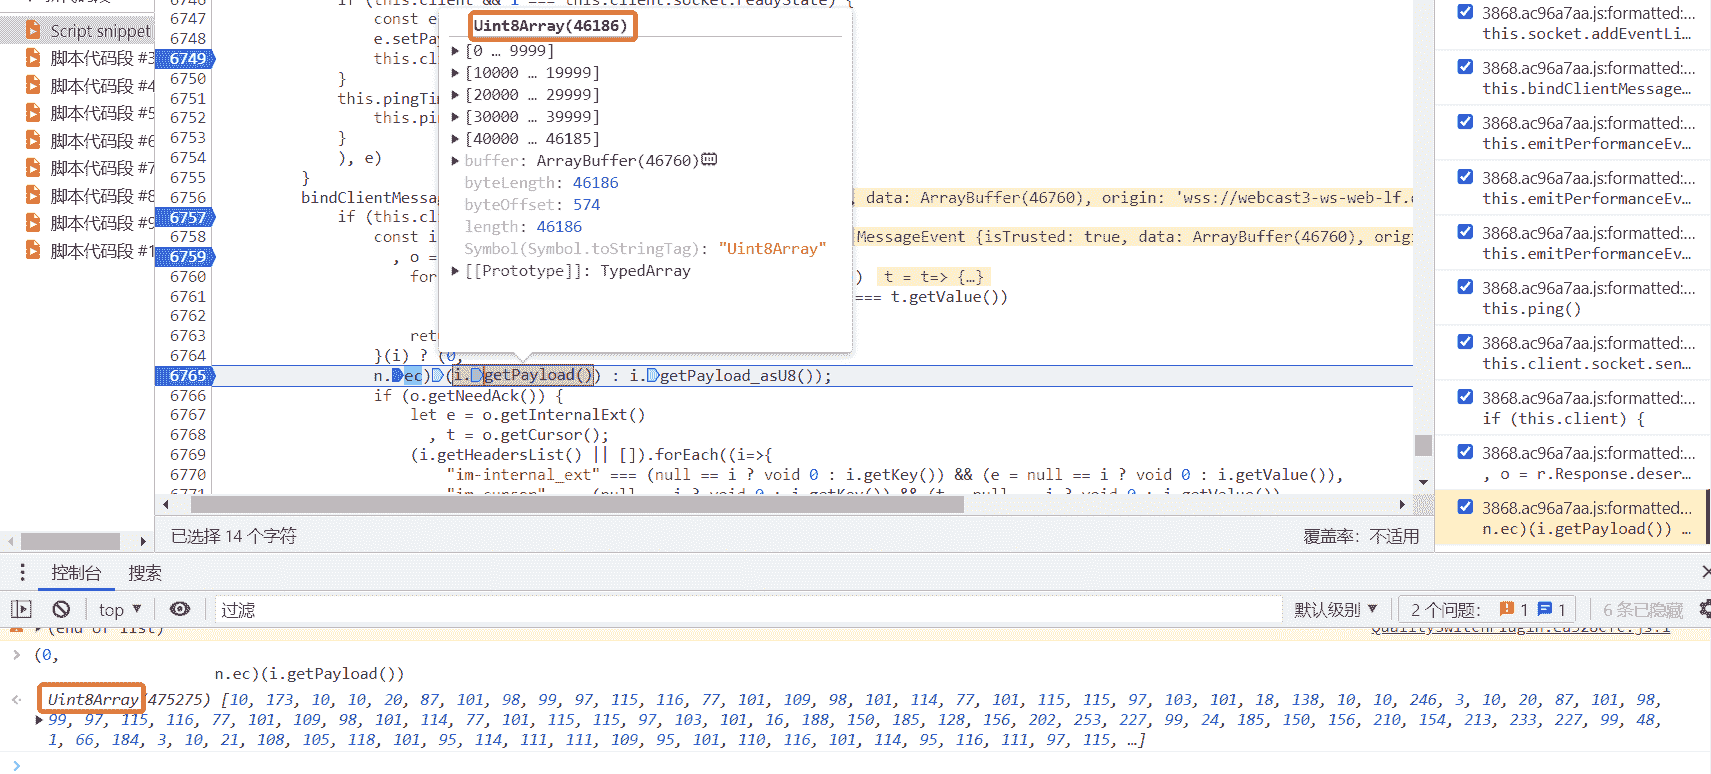 Script snippet
脚本代码段 #3
脚本代码段 #4
脚本代码段 #5
脚本代码段 #6
脚本代码段 #7
脚本代码段 #8
脚本代码段 #9
脚本代码段 #1
6747 const e
6748 e.setPay
6749 this.cl
6750 }
6751 this.pingTim
6752 this.pin
6753 }
6754 ), e)
6755 }
bindClientMessag , data: ArrayBuffer(46760), origin: 'wss://webcast3-ws-web-lf.
6757 if (this.cl
6758 const i MessageEvent {isTrusted: true, data: ArrayBuffer(46760), orig
6759 , o =
6760 for ) t = t=> {…}
6761 === t.getValue())
6762
6763 ret
6764 }(i) ? (0,
6765 n.ec)(i.getPayload()) : i.getPayload_asU8());
6766 if (o.getNeedAck()) {
6767 let e = o.getInternalExt()
6768 , t = o.getCursor();
6769 (i.getHeadersList() || []).forEach((i=>{
6770 "im-internal_ext" === (null == i ? void 0 : i.getKey()) && (e = null == i ? void 0 : i.getValue()),
Uint8Array(46186)
[0 … 9999]
[10000 … 19999]
[20000 … 29999]
[30000 … 39999]
[40000 … 46185]
buffer: ArrayBuffer(46760)
byteLength: 46186
byteOffset: 574
length: 46186
Symbol(Symbol.toStringTag): "Uint8Array"
[[Prototype]]: TypedArray
3868.ac96a7aa.js:formatted:...
this.socket.addEventLi…
3868.ac96a7aa.js:formatted:...
this.bindClientMessage…
3868.ac96a7aa.js:formatted:...
this.emitPerformanceEv…
3868.ac96a7aa.js:formatted:...
this.emitPerformanceEv…
3868.ac96a7aa.js:formatted:...
this.emitPerformanceEv…
3868.ac96a7aa.js:formatted:...
this.ping()
3868.ac96a7aa.js:formatted:...
this.client.socket.sen…
3868.ac96a7aa.js:formatted:...
if (this.client) {
3868.ac96a7aa.js:formatted:...
, o = r.Response.deser…
3868.ac96a7aa.js:formatted...
n.ec)(i.getPayload()) …
已选择 14 个字符 覆盖率：不适用
控制台 搜索
top 过滤 默认级别 2 个问题： 1 1 6 条已隐藏
(end of list)
(0,
n.ec)(i.getPayload())
Uint8Array(475275) [10, 173, 10, 10, 20, 87, 101, 98, 99, 97, 115, 116, 77, 101, 109, 98, 101, 114, 77, 101, 115, 115, 97, 103, 101, 18, 138, 10, 10, 246, 3, 10, 20, 87, 101, 98,
99, 97, 115, 116, 77, 101, 109, 98, 101, 114, 77, 101, 115, 115, 97, 103, 101, 16, 188, 150, 185, 128, 156, 202, 253, 227, 99, 24, 185, 150, 156, 210, 154, 213, 233, 227, 99, 48,
1, 66, 184, 3, 10, 21, 108, 105, 118, 101, 95, 114, 111, 111, 109, 95, 101, 110, 116, 101, 114, 95, 116, 111, 97, 115, …]